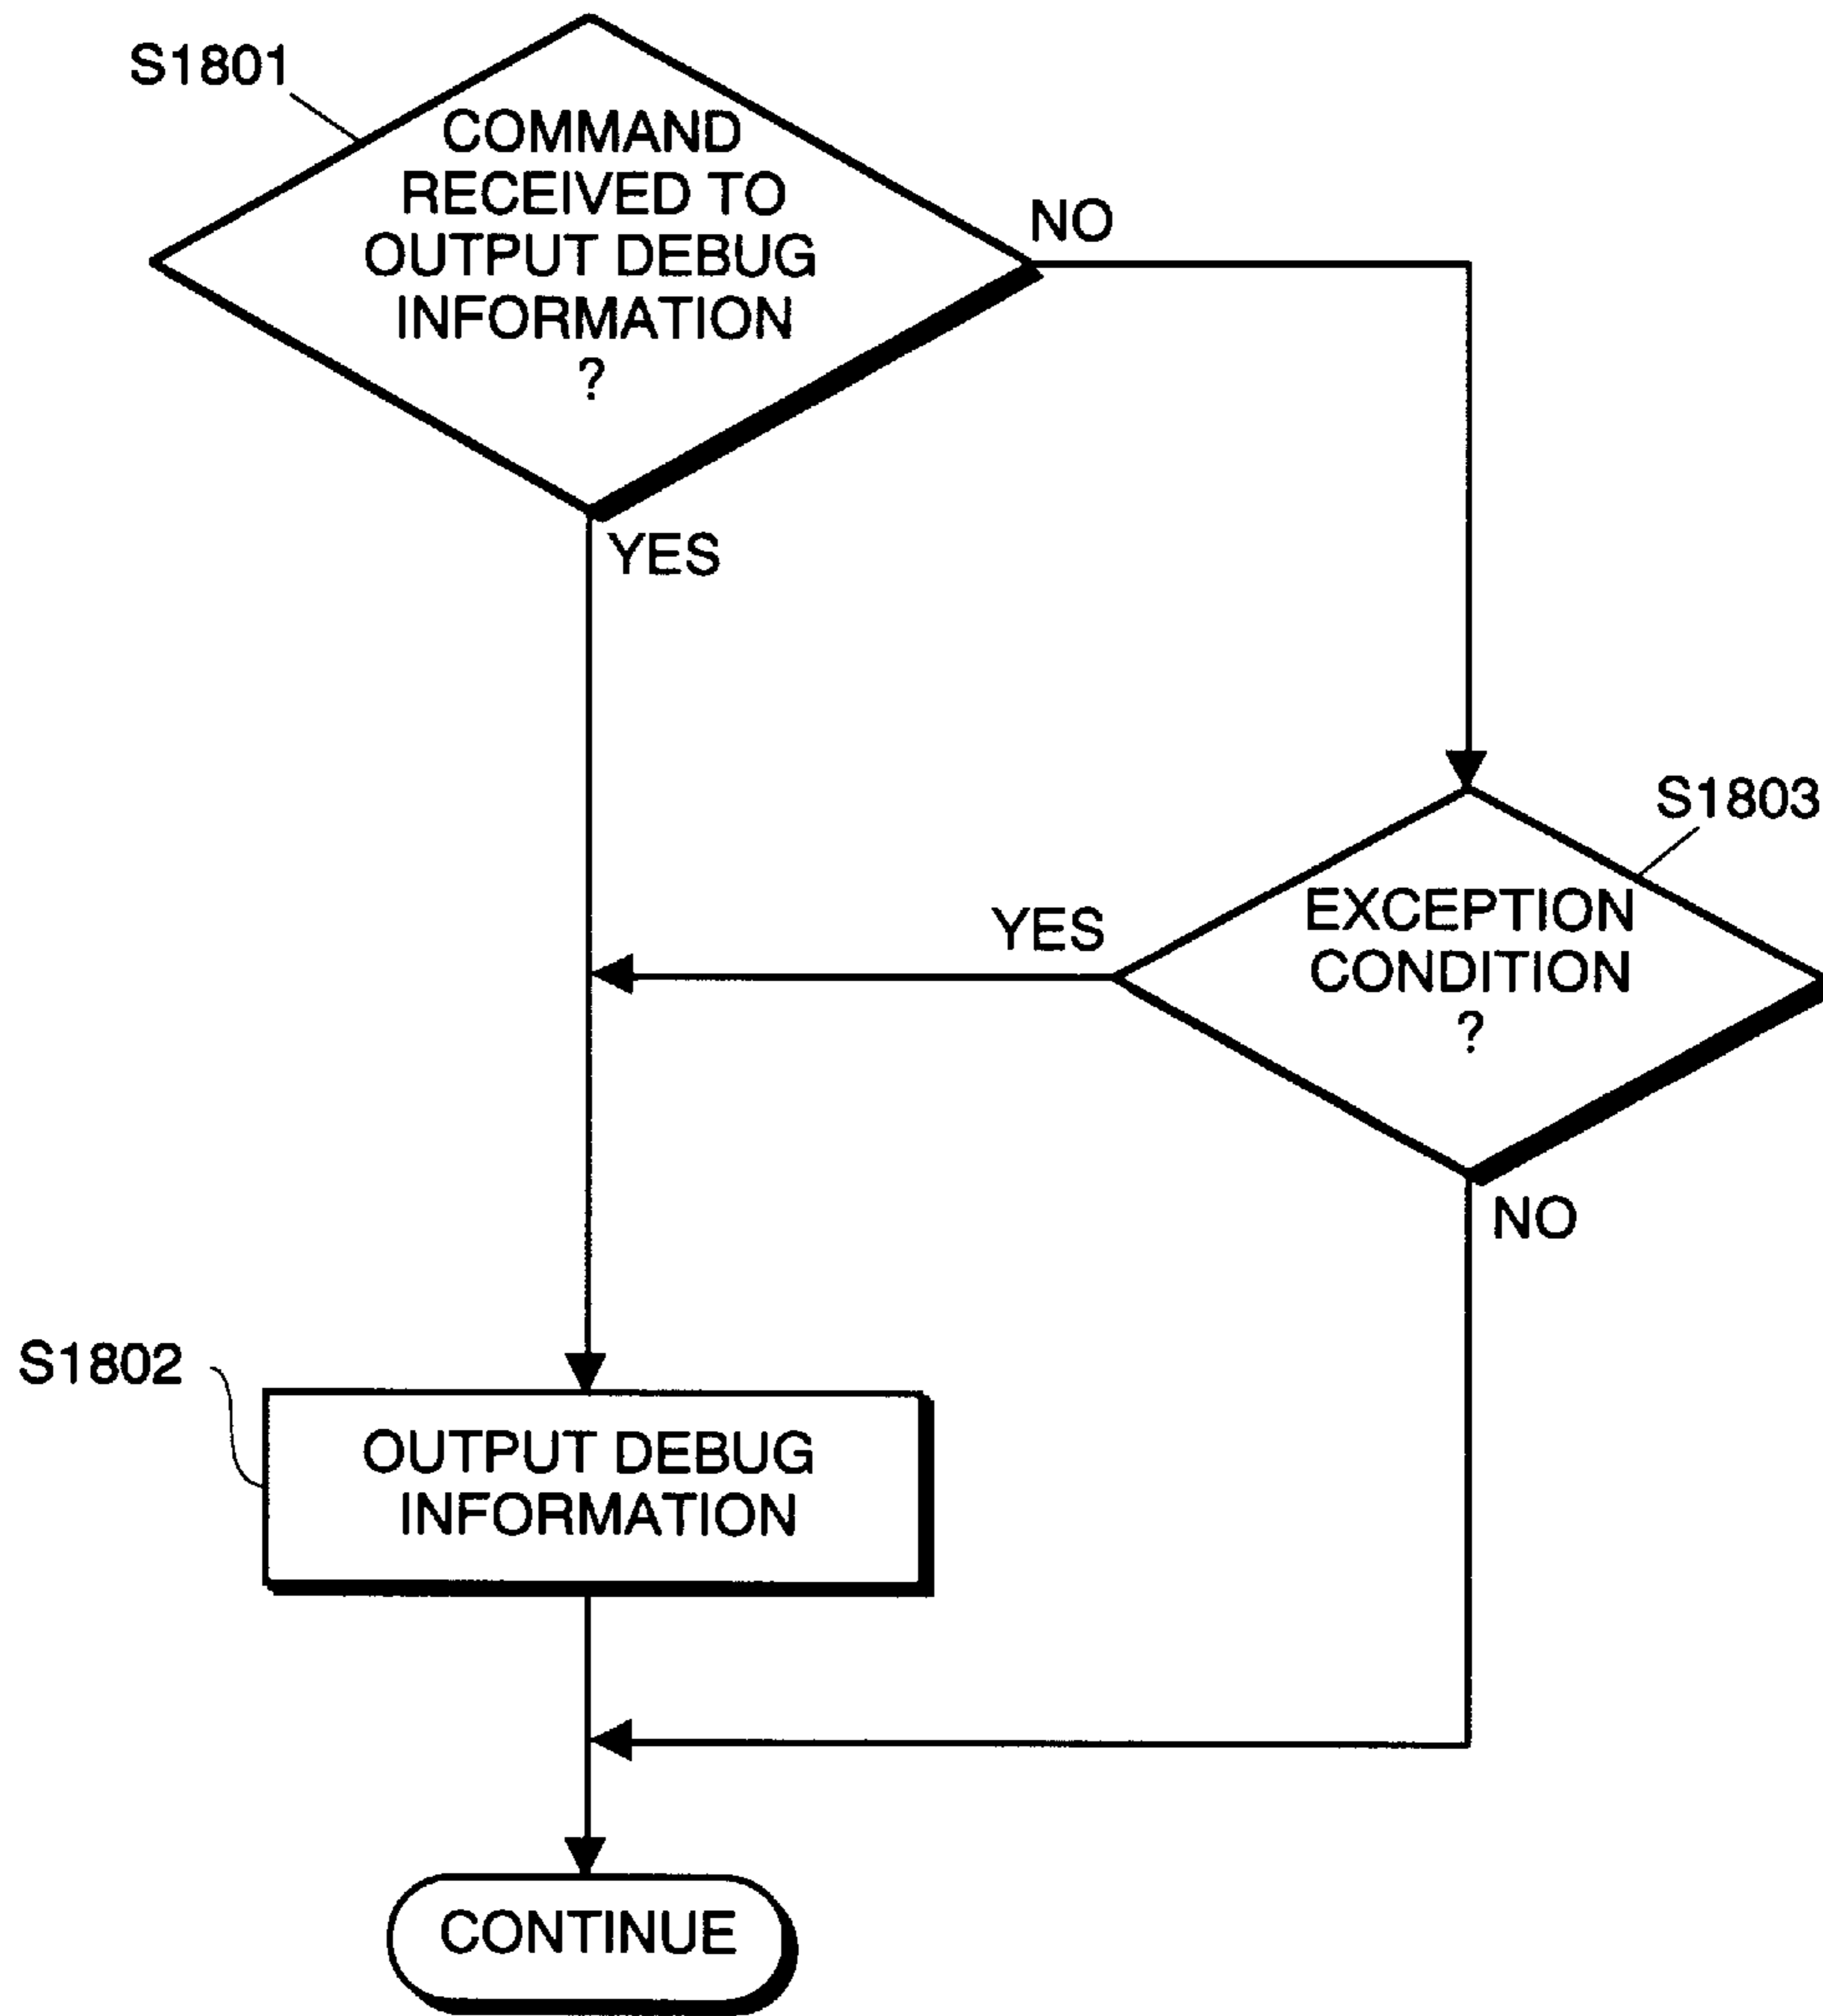 S1801
COMMAND
RECEIVED TO
OUTPUT DEBUG
INFORMATION
?
NO
YES
S1803
EXCEPTION
CONDITION
?
YES
NO
S1802
OUTPUT DEBUG
INFORMATION
CONTINUE